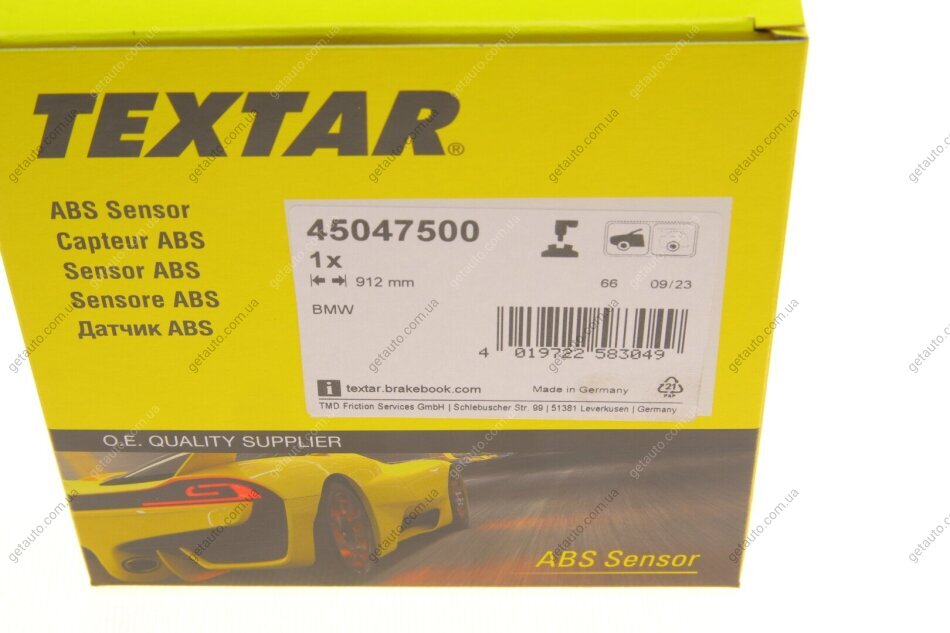 TEXTAR®
ABS Sensor
Capteur ABS
Sensor ABS
Sensore ABS
Датчик ABS
45047500
1x
912 mm
66 09/23
BMW
4 019722 583049
i textar.brakebook.com
Made in Germany
21
PAP
TMD Friction Services GmbH | Schlebuscher Str. 99 | 51381 Leverkusen | Germany
O.E. QUALITY SUPPLIER
ABS Sensor
getauto.com.ua